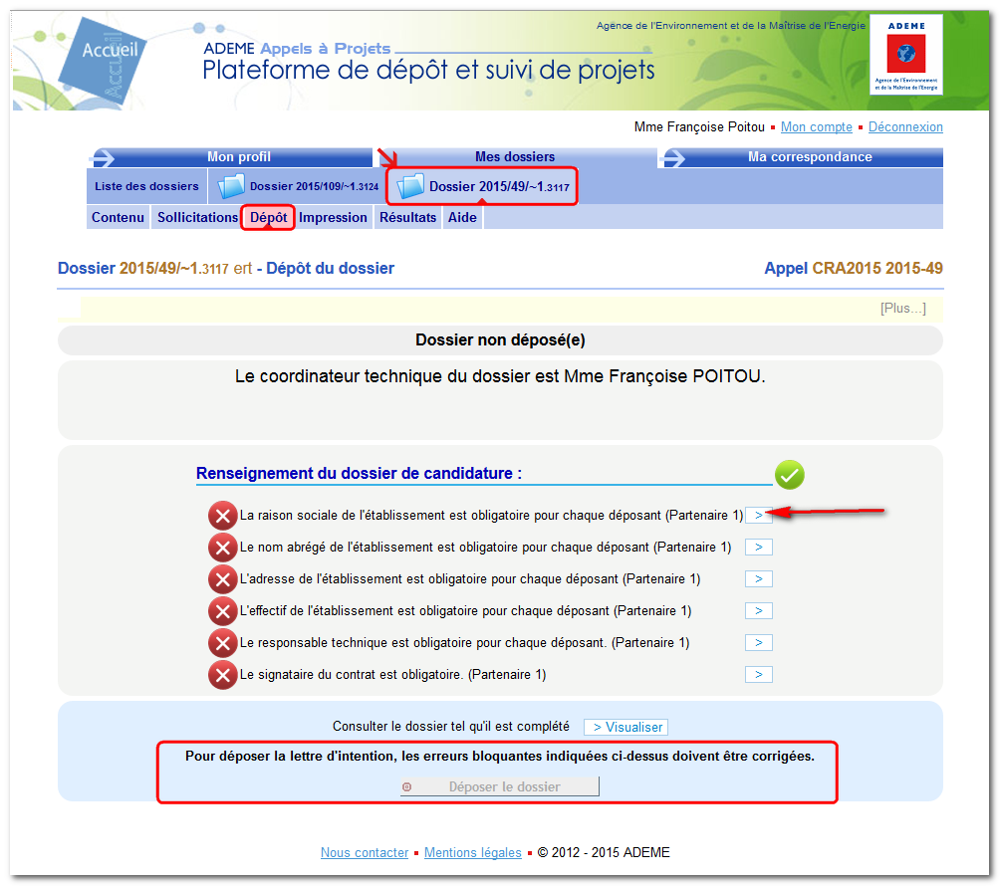 Agence de l'Environnement et de la Maîtrise de l'Energie
Accueil
Accueil
ADEME Appels à Projets
Plateforme de dépôt et suivi de projets
ADEME
Agence de l'Environnement
et de la Maîtrise de l'Energie
Mme Françoise Poitou Mon compte Déconnexion
Mon profil Mes dossiers Ma correspondance
Liste des dossiers Dossier 2015/109/~1.3124 Dossier 2015/49/~1.3117
Contenu Sollicitations Dépôt Impression Résultats Aide
Dossier 2015/49/~1.3117 ert - Dépôt du dossier Appel CRA2015 2015-49
[Plus...]
Dossier non déposé(e)
Le coordinateur technique du dossier est Mme Françoise POITOU.
Renseignement du dossier de candidature :
La raison sociale de l'établissement est obligatoire pour chaque déposant (Partenaire 1) >
Le nom abrégé de l'établissement est obligatoire pour chaque déposant (Partenaire 1) >
L'adresse de l'établissement est obligatoire pour chaque déposant (Partenaire 1) >
L'effectif de l'établissement est obligatoire pour chaque déposant (Partenaire 1) >
Le responsable technique est obligatoire pour chaque déposant. (Partenaire 1) >
Le signataire du contrat est obligatoire. (Partenaire 1) >
Consulter le dossier tel qu'il est complété > Visualiser
Pour déposer la lettre d'intention, les erreurs bloquantes indiquées ci-dessus doivent être corrigées.
Déposer le dossier
Nous contacter Mentions légales © 2012 - 2015 ADEME